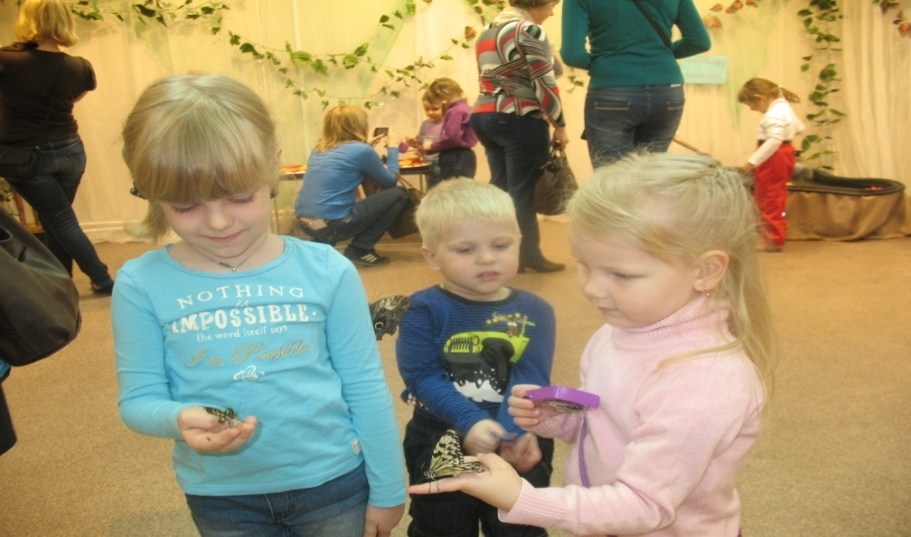 NOTHING
IMPOSSIBLE
the word itself says
I'm Possible